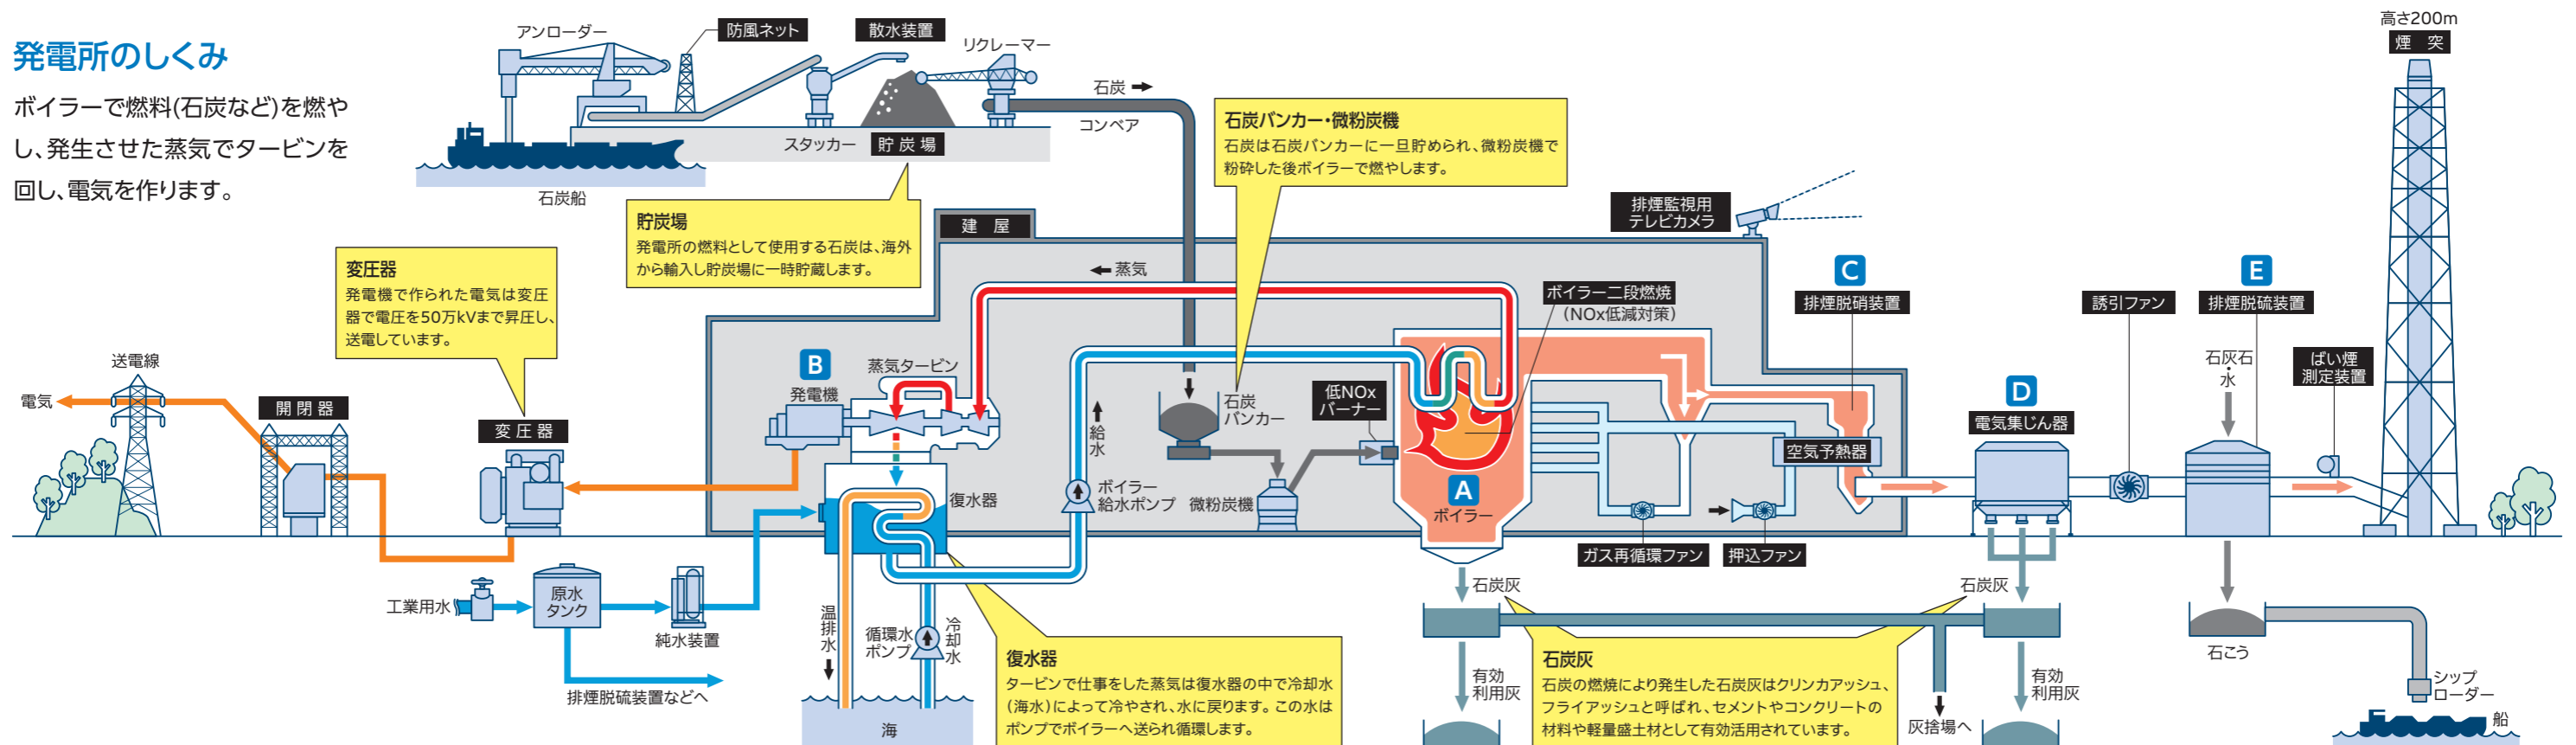 発電所のしくみ
ボイラーで燃料(石炭など)を燃や
し、発生させた蒸気でタービンを
回し、電気を作ります。
アンローダー
防風ネット
散水装置
リクレーマー
石炭
コンベア
スタッカー
貯炭場
石炭船
貯炭場
発電所の燃料として使用する石炭は、海外
から輸入し貯炭場に一時貯蔵します。
石炭バンカー・微粉炭機
石炭は石炭バンカーに一旦貯められ、微粉炭機で
粉砕した後ボイラーで燃やします。
高さ200m
煙突
排煙監視用
テレビカメラ
建屋
変圧器
発電機で作られた電気は変圧
器で電圧を50万kVまで昇圧し、
送電しています。
蒸気
ボイラー二段燃焼
（NOx低減対策）
C
排煙脱硝装置
誘引ファン
E
排煙脱硫装置
石灰石
・
水
ばい煙
測定装置
送電線
電気
開閉器
変圧器
B
発電機
蒸気タービン
給水
石炭
バンカー
低NOx
バーナー
D
電気集じん器
空気予熱器
A
ボイラー
復水器
ボイラー
給水ポンプ
微粉炭機
ガス再循環ファン
押込ファン
工業用水
原水
タンク
純水装置
排煙脱硫装置などへ
温排水
循環水
ポンプ
冷却水
海
復水器
タービンで仕事をした蒸気は復水器の中で冷却水
（海水）によって冷やされ、水に戻ります。この水は
ポンプでボイラーへ送られ循環します。
石炭灰
石炭灰
有効
利用灰
石炭灰
石炭の燃焼により発生した石炭灰はクリンカアッシュ、
フライアッシュと呼ばれ、セメントやコンクリートの
材料や軽量盛土材として有効活用されています。
灰捨場へ
有効
利用灰
石こう
シップ
ローダー
船